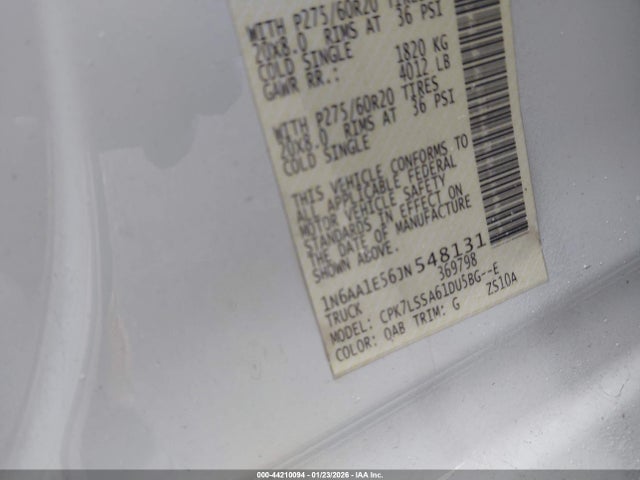 WITH P275/60R20 TIRES
20X8.0 RIMS AT 36 PSI
COLD SINGLE 1820 KG
GAWR RR.: 4012 LB
WITH P275/60R20 TIRES
20X8.0 RIMS AT 36 PSI
COLD SINGLE
THIS VEHICLE CONFORMS TO
ALL APPLICABLE FEDERAL
MOTOR VEHICLE SAFETY
STANDARDS IN EFFECT ON
THE DATE OF MANUFACTURE
SHOWN ABOVE.
1N6AA1E56JN548131
TRUCK 369798
MODEL: CPK7LSSA61DU5BG--E
COLOR: QAB TRIM: G ZS10A
000-44210094 - 01/23/2026 - IAA Inc.